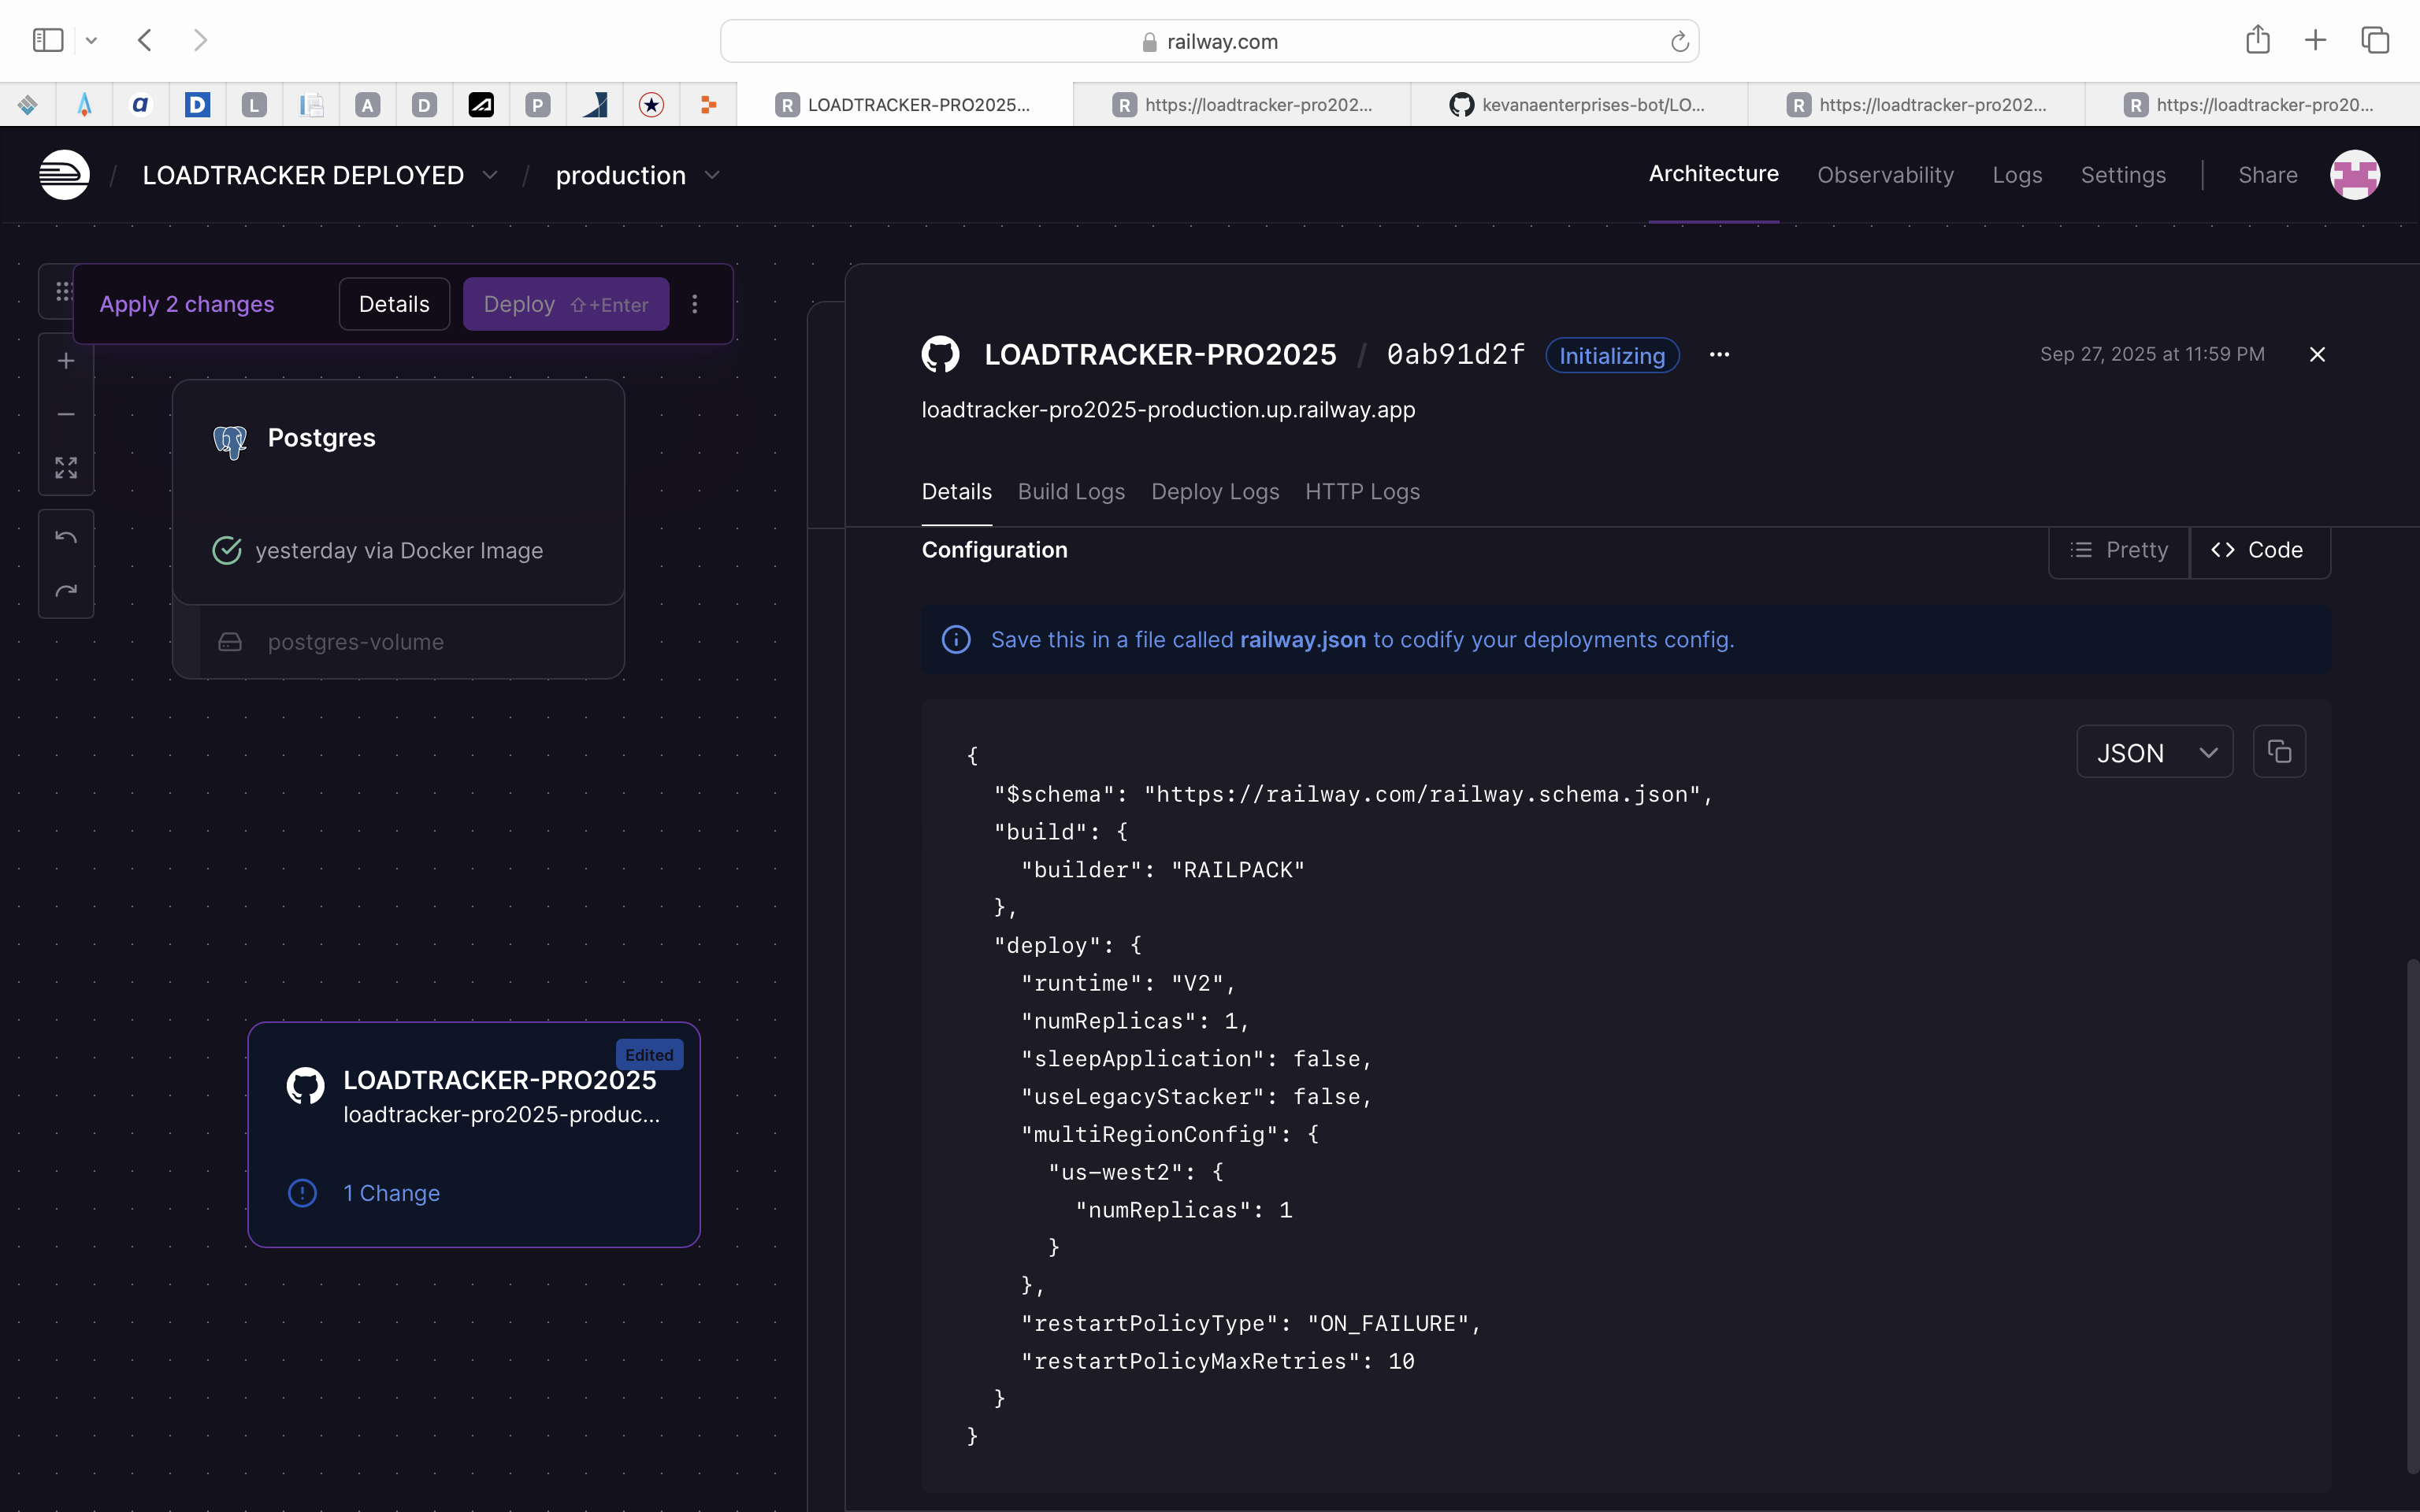 railway.com
a
D
L
A
D
P
R LOADTRACKER-PRO2025...
R https://loadtracker-pro202...
kevanaenterprises-bot/LO...
R https://loadtracker-pro202...
R https://loadtracker-pro20...
/ LOADTRACKER DEPLOYED / production
Architecture
Observability
Logs
Settings
Share
Apply 2 changes
Details
Deploy ⇧+Enter
Postgres
yesterday via Docker Image
postgres-volume
Edited
LOADTRACKER-PRO2025
loadtracker-pro2025-produc...
1 Change
LOADTRACKER-PRO2025 / 0ab91d2f Initializing ...
Sep 27, 2025 at 11:59 PM
loadtracker-pro2025-production.up.railway.app
Details
Build Logs
Deploy Logs
HTTP Logs
Configuration
Pretty
<> Code
Save this in a file called railway.json to codify your deployments config.
JSON
{
"$schema": "https://railway.com/railway.schema.json",
"build": {
"builder": "RAILPACK"
},
"deploy": {
"runtime": "V2",
"numReplicas": 1,
"sleepApplication": false,
"useLegacyStacker": false,
"multiRegionConfig": {
"us-west2": {
"numReplicas": 1
}
},
"restartPolicyType": "ON_FAILURE",
"restartPolicyMaxRetries": 10
}
}